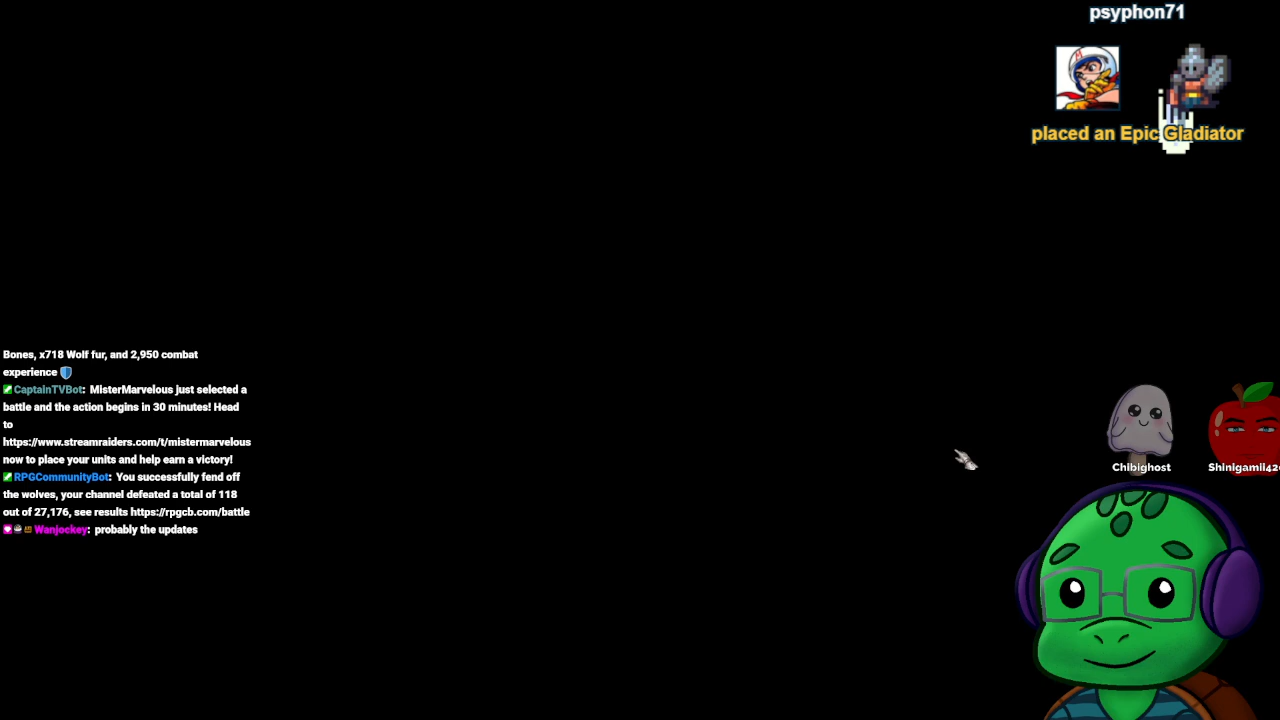 psyphon71
placed an Epic Gladiator
Bones, x718 Wolf fur, and 2,950 combat
experience
CaptainTVBot: MisterMarvelous just selected a
battle and the action begins in 30 minutes! Head
to
https://www.streamraiders.com/t/mistermarvelous
now to place your units and help earn a victory!
RPGCommunityBot: You successfully fend off
the wolves, your channel defeated a total of 118
out of 27,176, see results https://rpgcb.com/battle
Wanjockey: probably the updates
Chibighost